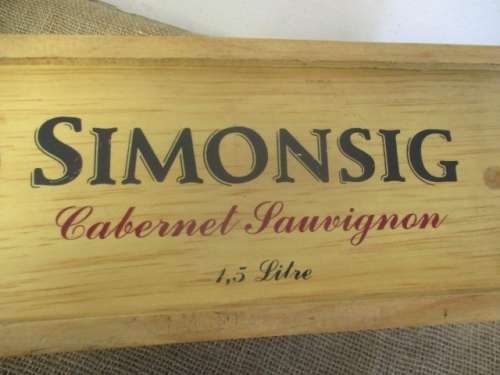 SIMONSIG
Cabernet Sauvignon
1,5 Litre